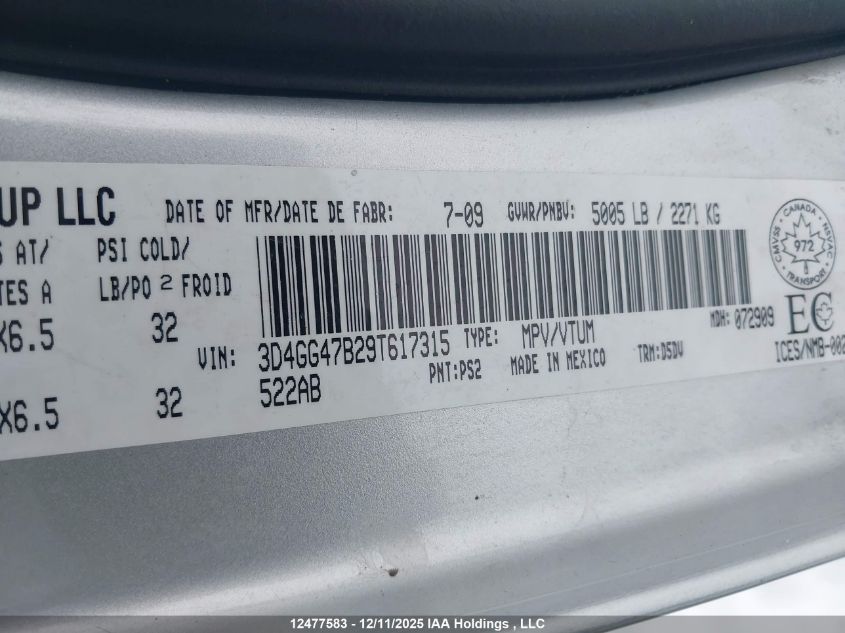 UP LLC DATE OF MFR/DATE DE FABR: 7-09 GVWR/PNBV: 5005 LB / 2271 KG
AT/ PSI COLD/
TES A LB/PO 2 FROID
X6.5 32
VIN: 3D4GG47B29T617315 TYPE: MPV/VTUM MDH: 072909
X6.5 32 522AB PNT:PS2 MADE IN MEXICO TRM:D5DV
CMVSS CANADA NSVAC
972
TRANSPORT
EC
ICES/NMB-002
12477583 - 12/11/2025 IAA Holdings , LLC